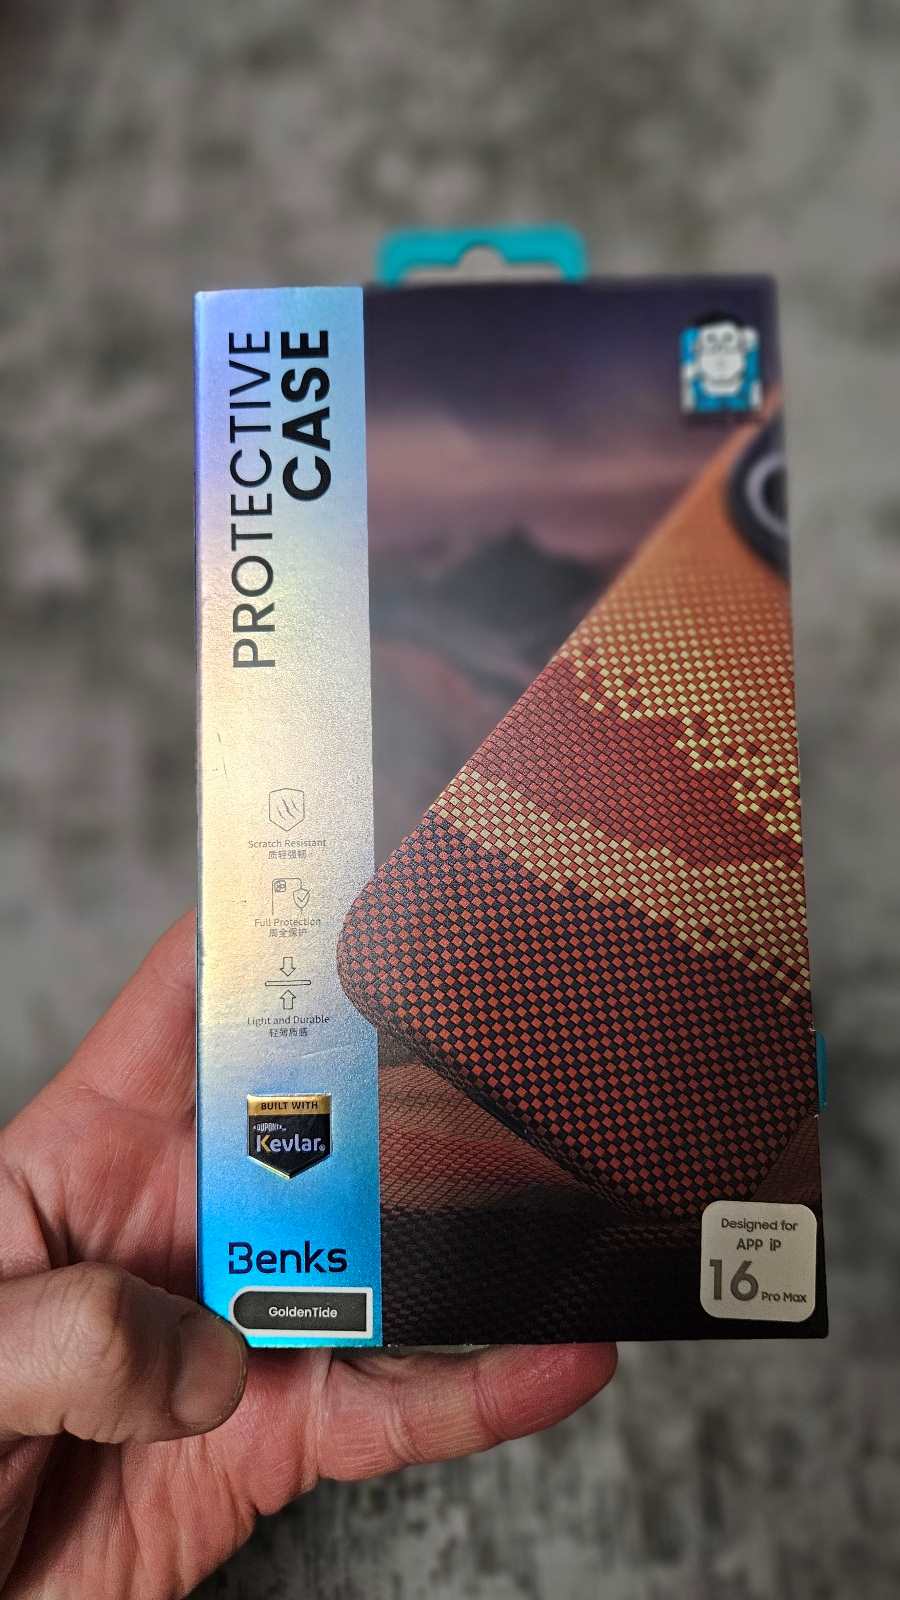 PROTECTIVE
CASE
Scratch Resistant
质轻强韧
Full Protection
周全保护
Light and Durable
轻薄质感
BUILT WITH
DUPONT™
Kevlar®
Benks
GoldenTide
Designed for
APP iP
16 Pro Max